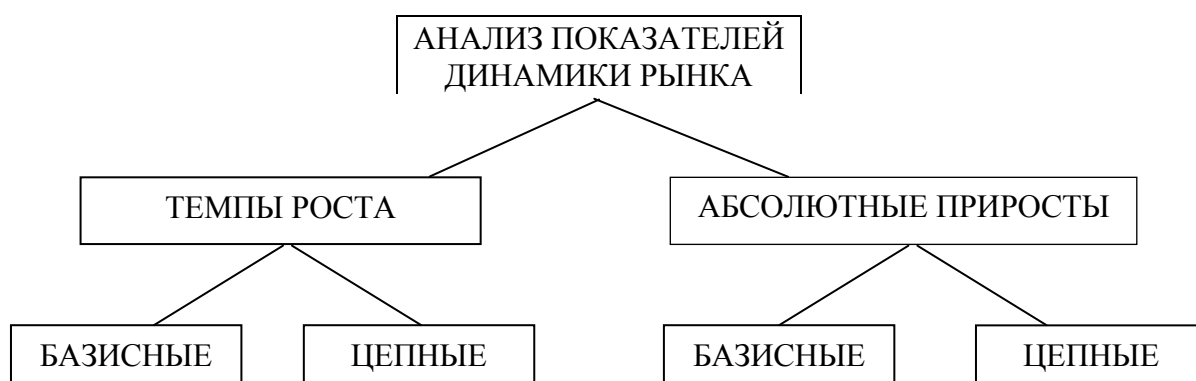 АНАЛИЗ ПОКАЗАТЕЛЕЙ
ДИНАМИКИ РЫНКА
ТЕМПЫ РОСТА
АБСОЛЮТНЫЕ ПРИРОСТЫ
БАЗИСНЫЕ
ЦЕПНЫЕ
БАЗИСНЫЕ
ЦЕПНЫЕ